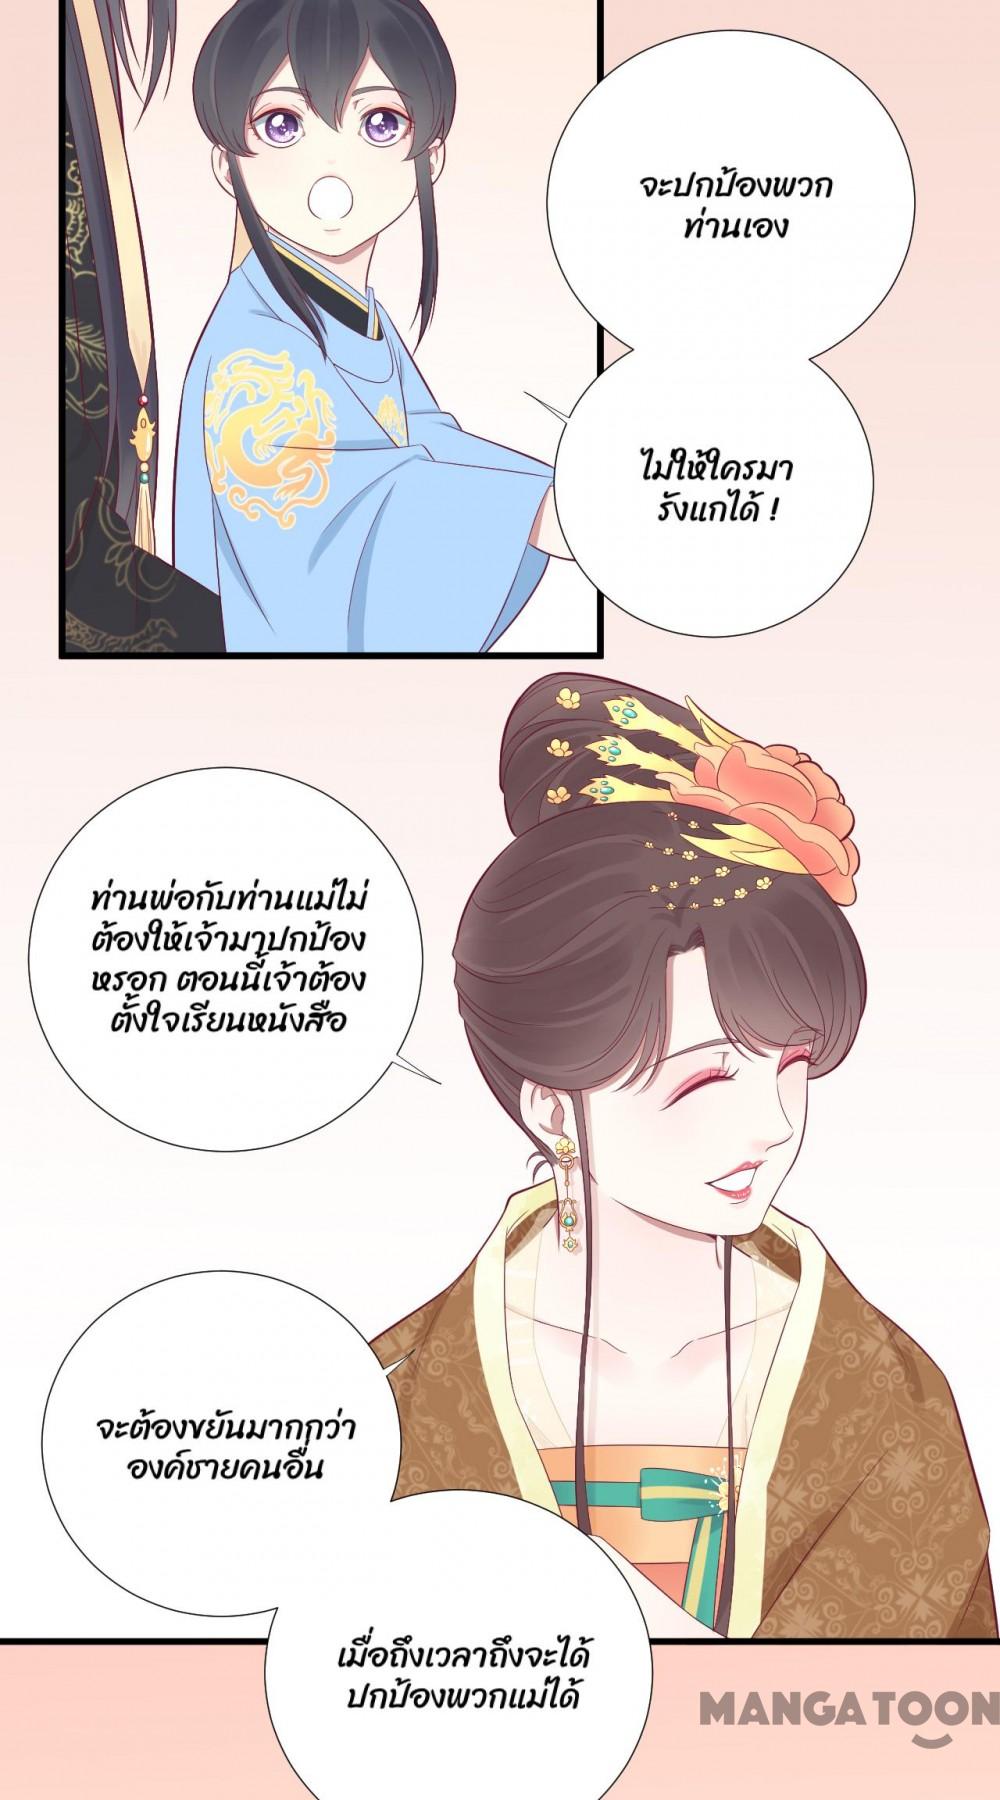 จะปกป้องพวก
ท่านเอง
ไม่ให้ใครมา
รังแกได้ !
ท่านพ่อกับท่านแม่ไม่
ต้องให้เจ้ามาปกป้อง
หรอก ตอนนี้เจ้าต้อง
ตั้งใจเรียนหนังสือ
จะต้องขยันมากกว่า
องค์ชายคนอื่น
เมื่อถึงเวลาถึงจะได้
ปกป้องพวกแม่ได้
MANGATOON